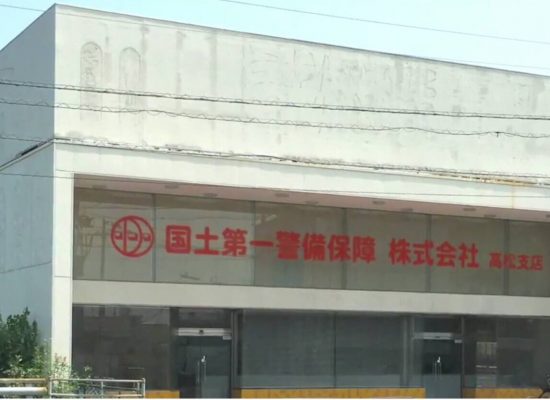 国土第一警備保障 株式会社 高松支店